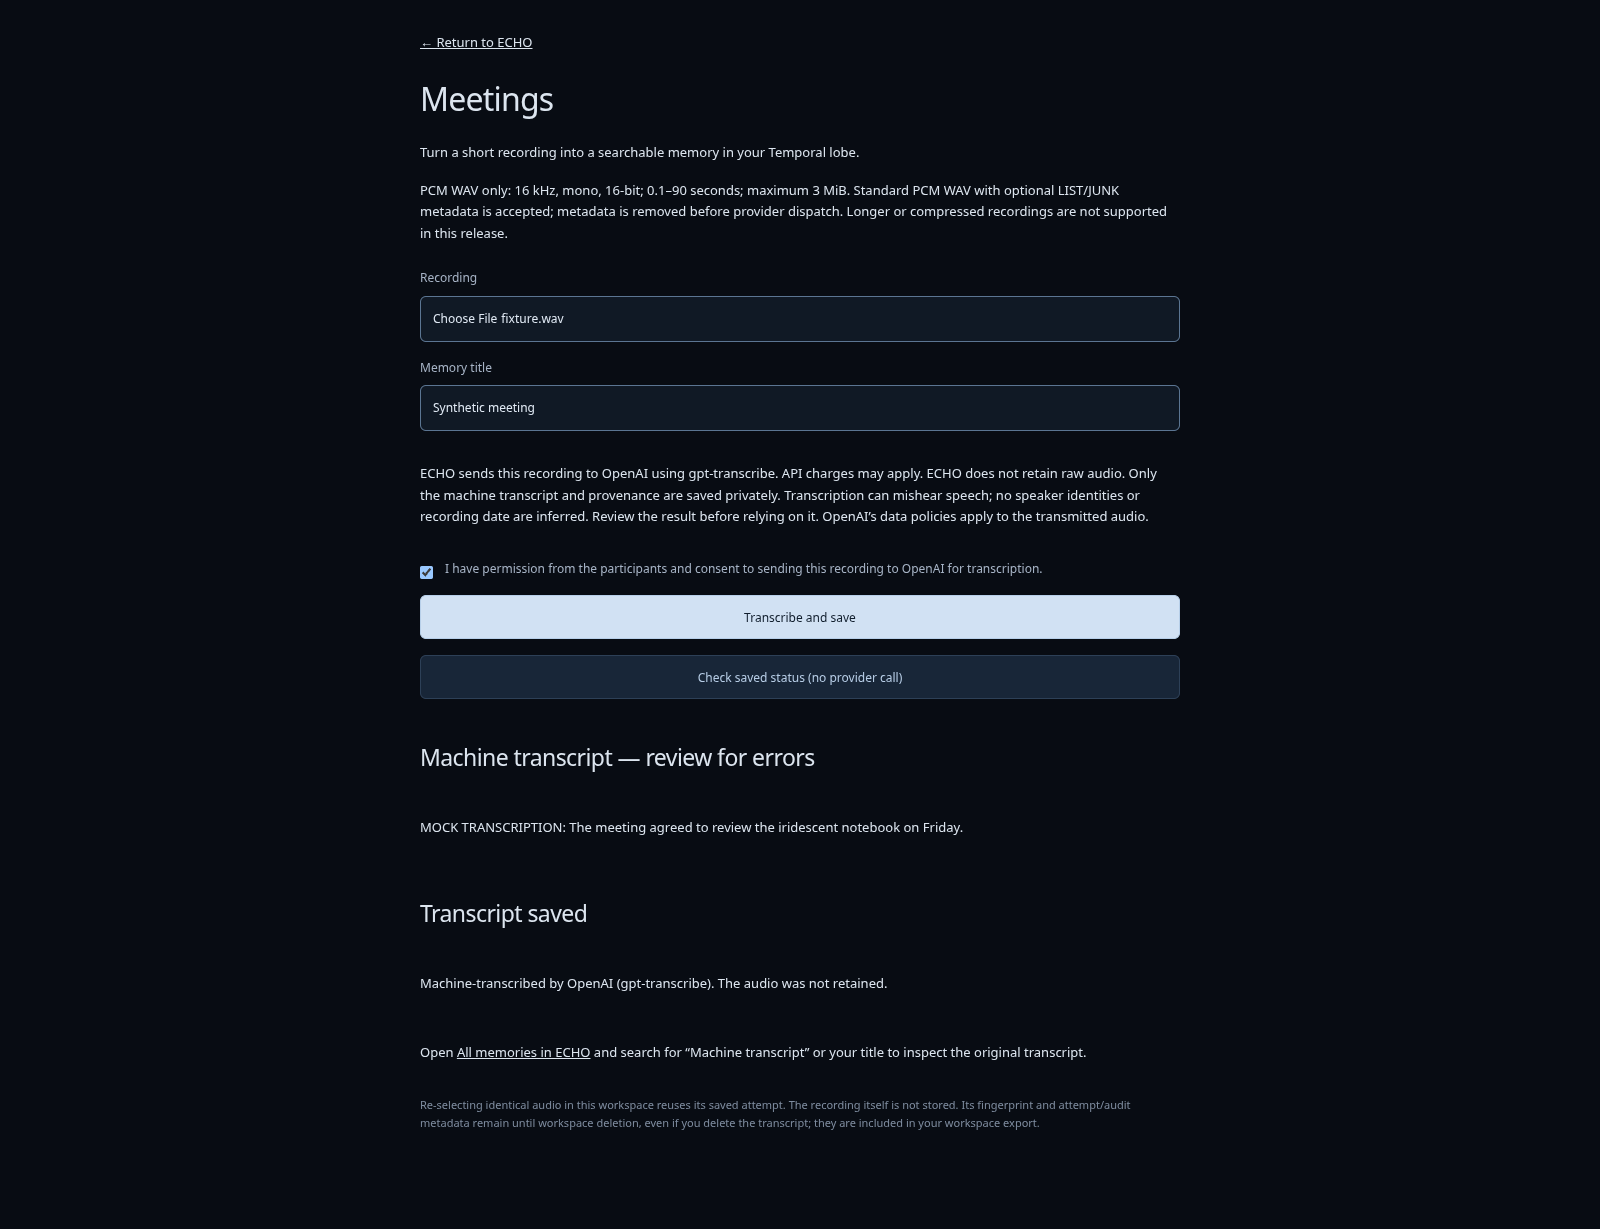 ← Return to ECHO
Meetings
Turn a short recording into a searchable memory in your Temporal lobe.
PCM WAV only: 16 kHz, mono, 16-bit; 0.1–90 seconds; maximum 3 MiB. Standard PCM WAV with optional LIST/JUNK
metadata is accepted; metadata is removed before provider dispatch. Longer or compressed recordings are not supported
in this release.
Recording
Choose File fixture.wav
Memory title
Synthetic meeting
ECHO sends this recording to OpenAI using gpt-transcribe. API charges may apply. ECHO does not retain raw audio. Only
the machine transcript and provenance are saved privately. Transcription can mishear speech; no speaker identities or
recording date are inferred. Review the result before relying on it. OpenAI’s data policies apply to the transmitted audio.
I have permission from the participants and consent to sending this recording to OpenAI for transcription.
Transcribe and save
Check saved status (no provider call)
Machine transcript — review for errors
MOCK TRANSCRIPTION: The meeting agreed to review the iridescent notebook on Friday.
Transcript saved
Machine-transcribed by OpenAI (gpt-transcribe). The audio was not retained.
Open All memories in ECHO and search for “Machine transcript” or your title to inspect the original transcript.
Re-selecting identical audio in this workspace reuses its saved attempt. The recording itself is not stored. Its fingerprint and attempt/audit
metadata remain until workspace deletion, even if you delete the transcript; they are included in your workspace export.